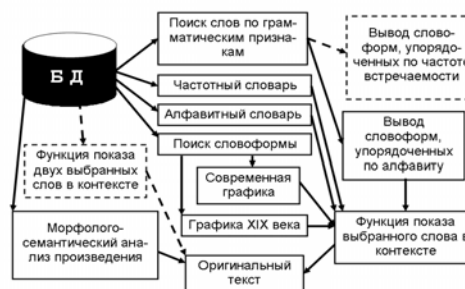 БД
Поиск слов по грам-
матическим призна-
кам
Вывод слово-
форм, упорядо-
ченных по частоте
встречаемости
Частотный словарь
Алфавитный словарь
Поиск словоформы
Вывод
словоформ,
упорядоченных
по алфавиту
Функция показа
двух выбранных
слов в контексте
Современная
графика
Графика XIX века
Функция показа
выбранного слова в
контексте
Морфолого-
семантический ана-
лиз произведения
Оригинальный
текст